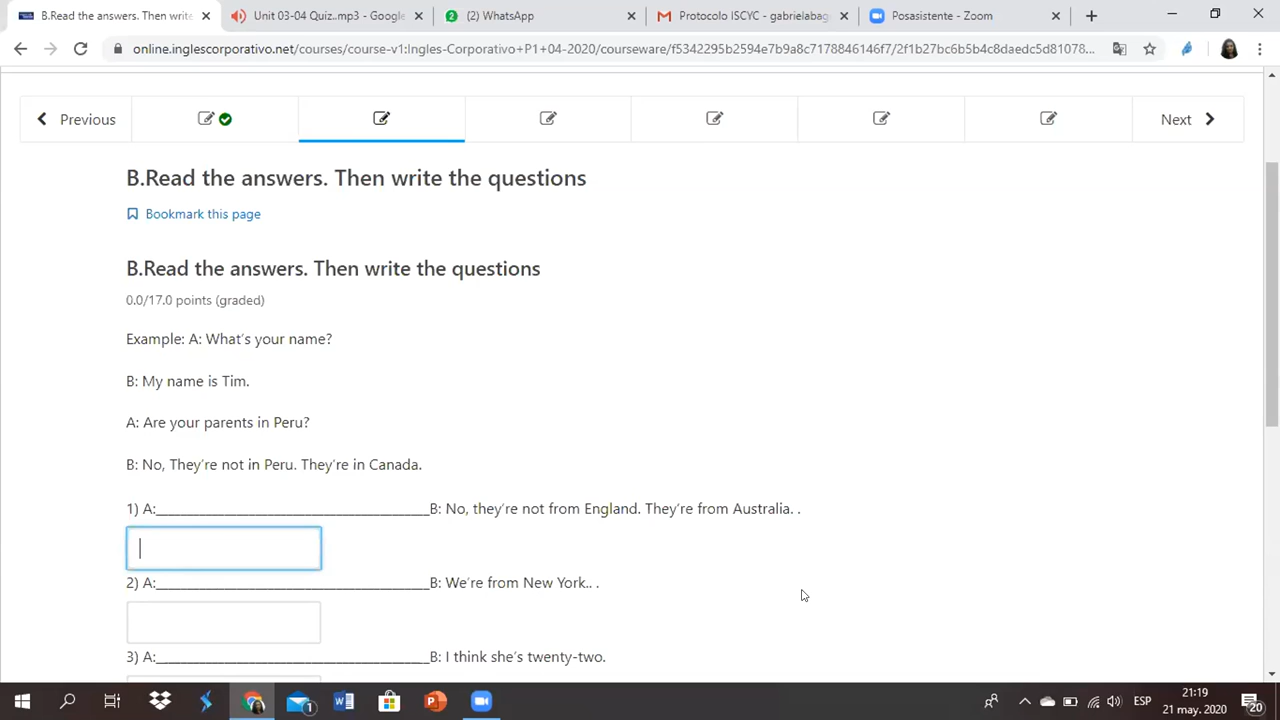 B.Read the answers. Then write
Unit 03-04 Quiz..mp3 - Google
(2) WhatsApp
Protocolo ISCYC - gabrielabag
Posasistente - Zoom
online.inglescorporativo.net/courses/course-v1:Ingles-Corporativo+P1+04-2020/courseware/f5342295b2594e7b9a8c7178846146f7/2f1b27bc6b5b4c8daedc5d81078...
Previous
Next
B.Read the answers. Then write the questions
Bookmark this page
B.Read the answers. Then write the questions
0.0/17.0 points (graded)
Example: A: What's your name?
B: My name is Tim.
A: Are your parents in Peru?
B: No, They're not in Peru. They're in Canada.
1) A:_______________________________________B: No, they're not from England. They're from Australia. .
2) A:_______________________________________B: We're from New York.. .
3) A:_______________________________________B: I think she's twenty-two.
1
ESP
21:19
21 may. 2020
20